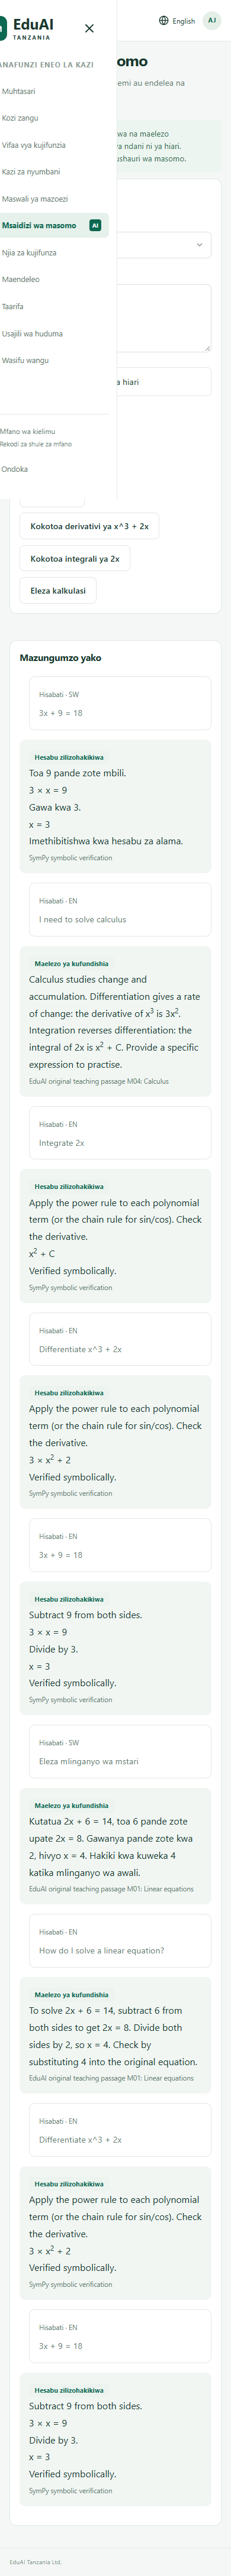 EduAI
TANZANIA
English
AJ
ANAFUNZI ENEO LA KAZI
omo
Muhtasari
emi au endelea na
Kozi zangu
Vifaa vya kujifunzia
wa na maelezo
Kazi za nyumbani
va ndani ni ya hiari.
ushauri wa masomo.
Maswali ya mazoezi
Msaidizi wa masomo
AI
Njia za kujifunza
Maendeleo
Taarifa
Usajili wa huduma
Wasifu wangu
a hiari
Mfano wa kielimu
Rekodi za shule za mfano
Ondoka
Kokotoa derivativi ya x^3 + 2x
Kokotoa integrali ya 2x
Eleza kalkulasi
Mazungumzo yako
Hisabati · SW
3x + 9 = 18
Hesabu zilizohakikiwa
Toa 9 pande zote mbili.
3 × x = 9
Gawa kwa 3.
x = 3
Imethibitishwa kwa hesabu za alama.
SymPy symbolic verification
Hisabati · EN
I need to solve calculus
Maelezo ya kufundishia
Calculus studies change and
accumulation. Differentiation gives a rate
of change: the derivative of x³ is 3x².
Integration reverses differentiation: the
integral of 2x is x² + C. Provide a specific
expression to practise.
EduAI original teaching passage M04: Calculus
Hisabati · EN
Integrate 2x
Hesabu zilizohakikiwa
Apply the power rule to each polynomial
term (or the chain rule for sin/cos). Check
the derivative.
x² + C
Verified symbolically.
SymPy symbolic verification
Hisabati · EN
Differentiate x^3 + 2x
Hesabu zilizohakikiwa
Apply the power rule to each polynomial
term (or the chain rule for sin/cos). Check
the derivative.
3 × x² + 2
Verified symbolically.
SymPy symbolic verification
Hisabati · EN
3x + 9 = 18
Hesabu zilizohakikiwa
Subtract 9 from both sides.
3 × x = 9
Divide by 3.
x = 3
Verified symbolically.
SymPy symbolic verification
Hisabati · SW
Eleza mlinganyo wa mstari
Maelezo ya kufundishia
Kutatua 2x + 6 = 14, toa 6 pande zote
upate 2x = 8. Gawanya pande zote kwa
2, hivyo x = 4. Hakiki kwa kuweka 4
katika mlinganyo wa awali.
EduAI original teaching passage M01: Linear equations
Hisabati · EN
How do I solve a linear equation?
Maelezo ya kufundishia
To solve 2x + 6 = 14, subtract 6 from
both sides to get 2x = 8. Divide both
sides by 2, so x = 4. Check by
substituting 4 into the original equation.
EduAI original teaching passage M01: Linear equations
Hisabati · EN
Differentiate x^3 + 2x
Hesabu zilizohakikiwa
Apply the power rule to each polynomial
term (or the chain rule for sin/cos). Check
the derivative.
3 × x² + 2
Verified symbolically.
SymPy symbolic verification
Hisabati · EN
3x + 9 = 18
Hesabu zilizohakikiwa
Subtract 9 from both sides.
3 × x = 9
Divide by 3.
x = 3
Verified symbolically.
SymPy symbolic verification
EduAI Tanzania Ltd.